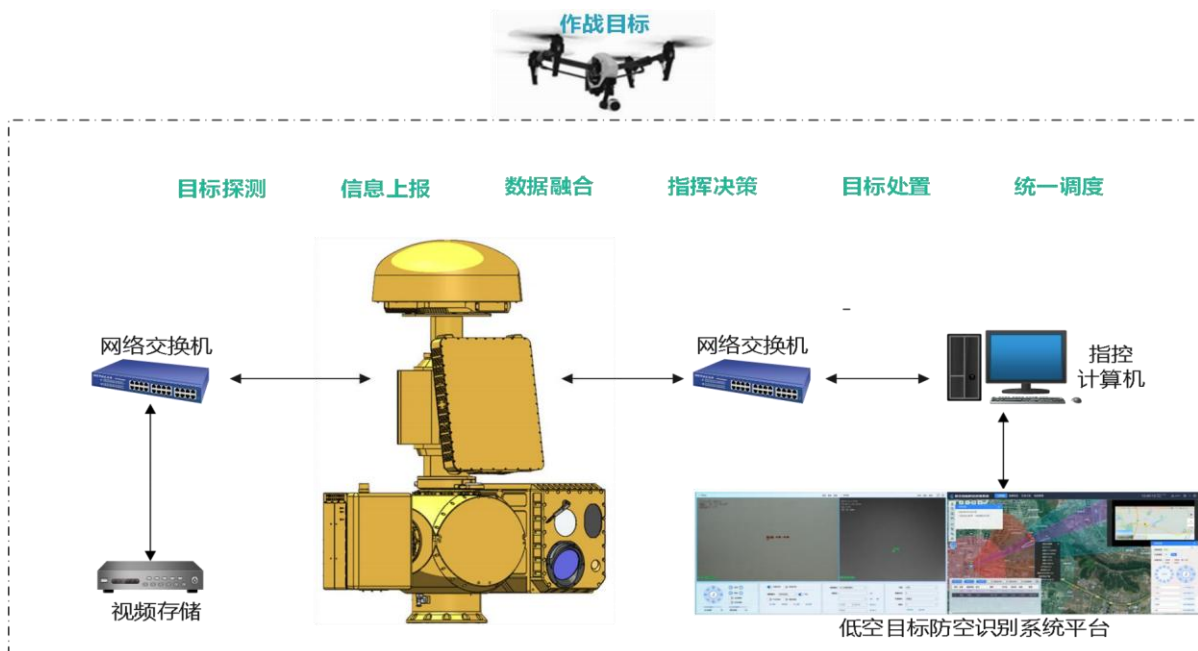 作战目标
目标探测
信息上报
数据融合
指挥决策
目标处置
统一调度
网络交换机
网络交换机
指控
计算机
视频存储
低空目标防空识别系统平台